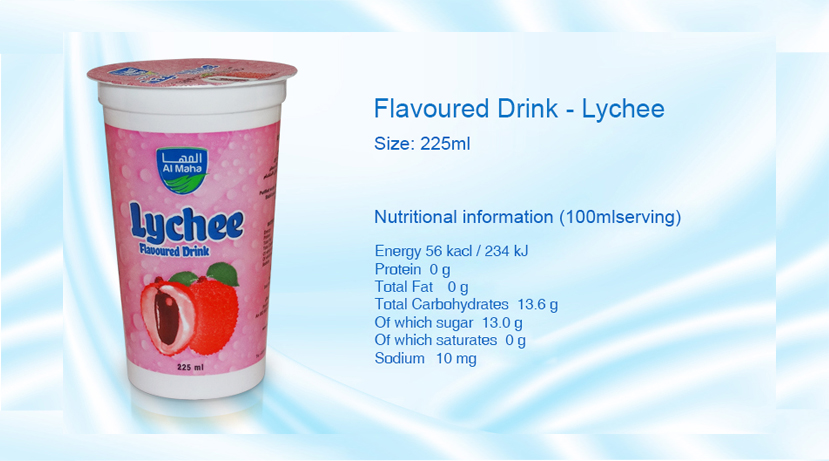 المها
Al Maha
Lychee
Flavoured Drink
225 ml
Flavoured Drink - Lychee
Size: 225ml
Nutritional information (100mlserving)
Energy 56 kacl / 234 kJ
Protein 0 g
Total Fat 0 g
Total Carbohydrates 13.6 g
Of which sugar 13.0 g
Of which saturates 0 g
Sodium 10 mg